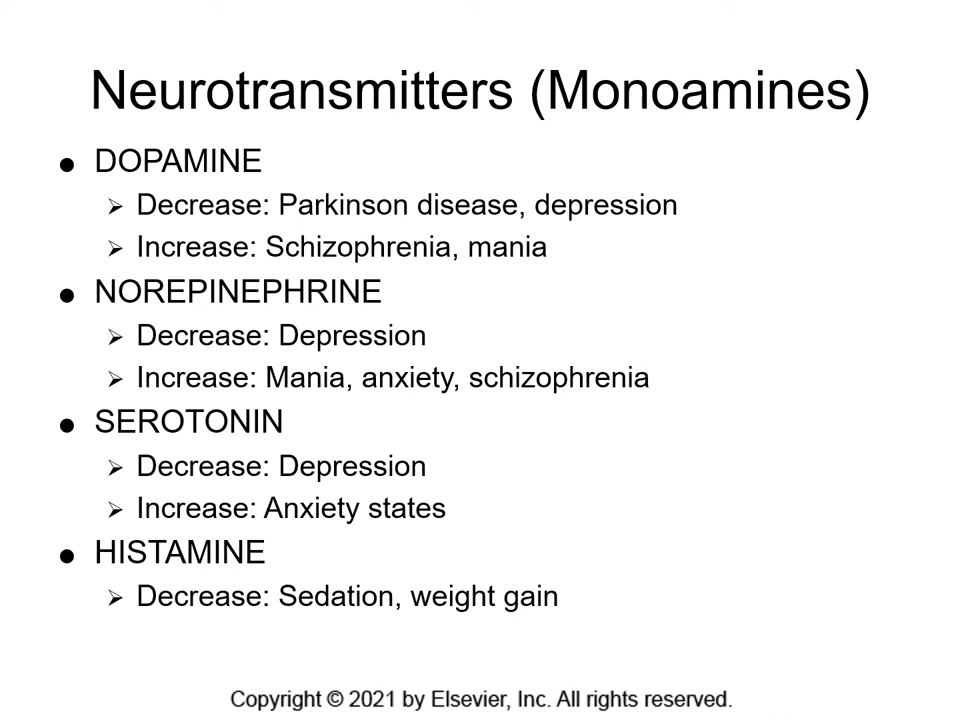 Neurotransmitters (Monoamines)
● DOPAMINE
➢ Decrease: Parkinson disease, depression
➢ Increase: Schizophrenia, mania
● NOREPINEPHRINE
➢ Decrease: Depression
➢ Increase: Mania, anxiety, schizophrenia
● SEROTONIN
➢ Decrease: Depression
➢ Increase: Anxiety states
● HISTAMINE
➢ Decrease: Sedation, weight gain
Copyright © 2021 by Elsevier, Inc. All rights reserved.